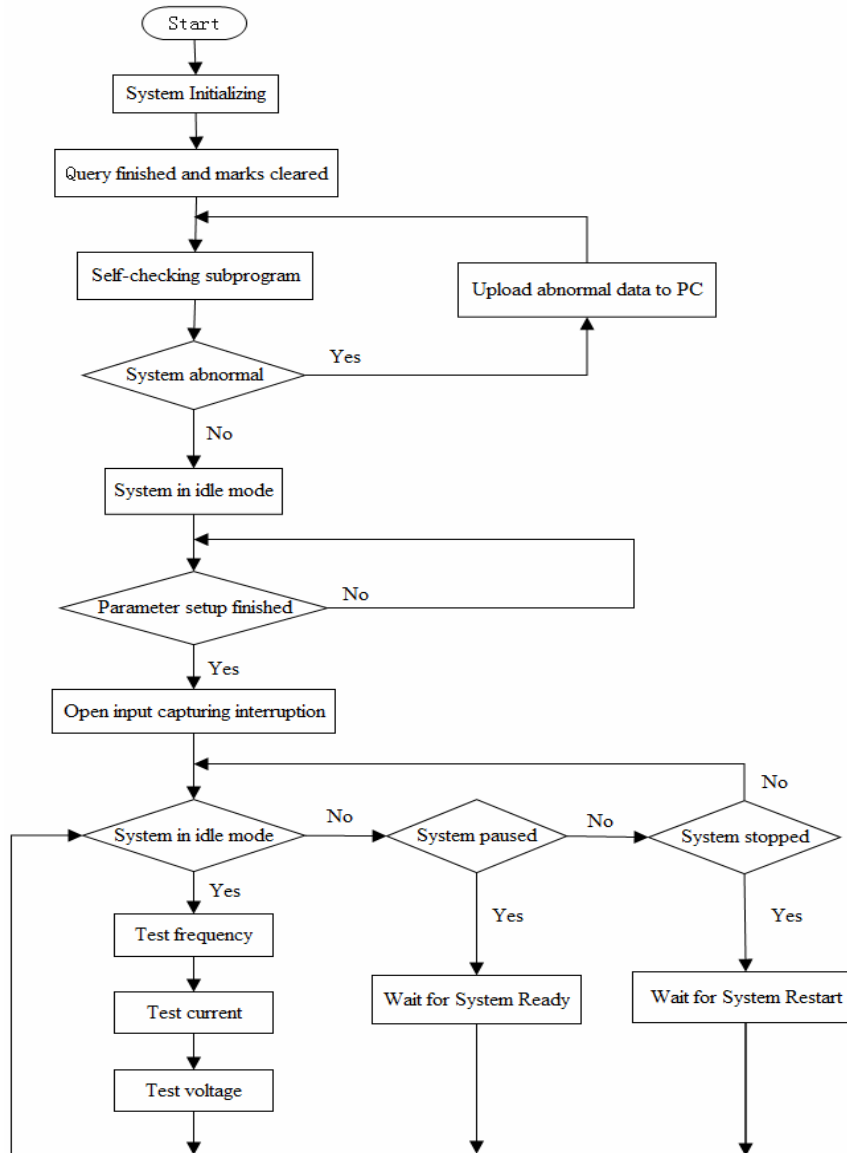 Start
System Initializing
Query finished and marks cleared
Self-checking subprogram
Upload abnormal data to PC
System abnormal
Yes
No
System in idle mode
Parameter setup finished
No
Yes
Open input capturing interruption
No
System in idle mode
No
System paused
No
System stopped
Yes
Yes
Yes
Test frequency
Wait for System Ready
Wait for System Restart
Test current
Test voltage